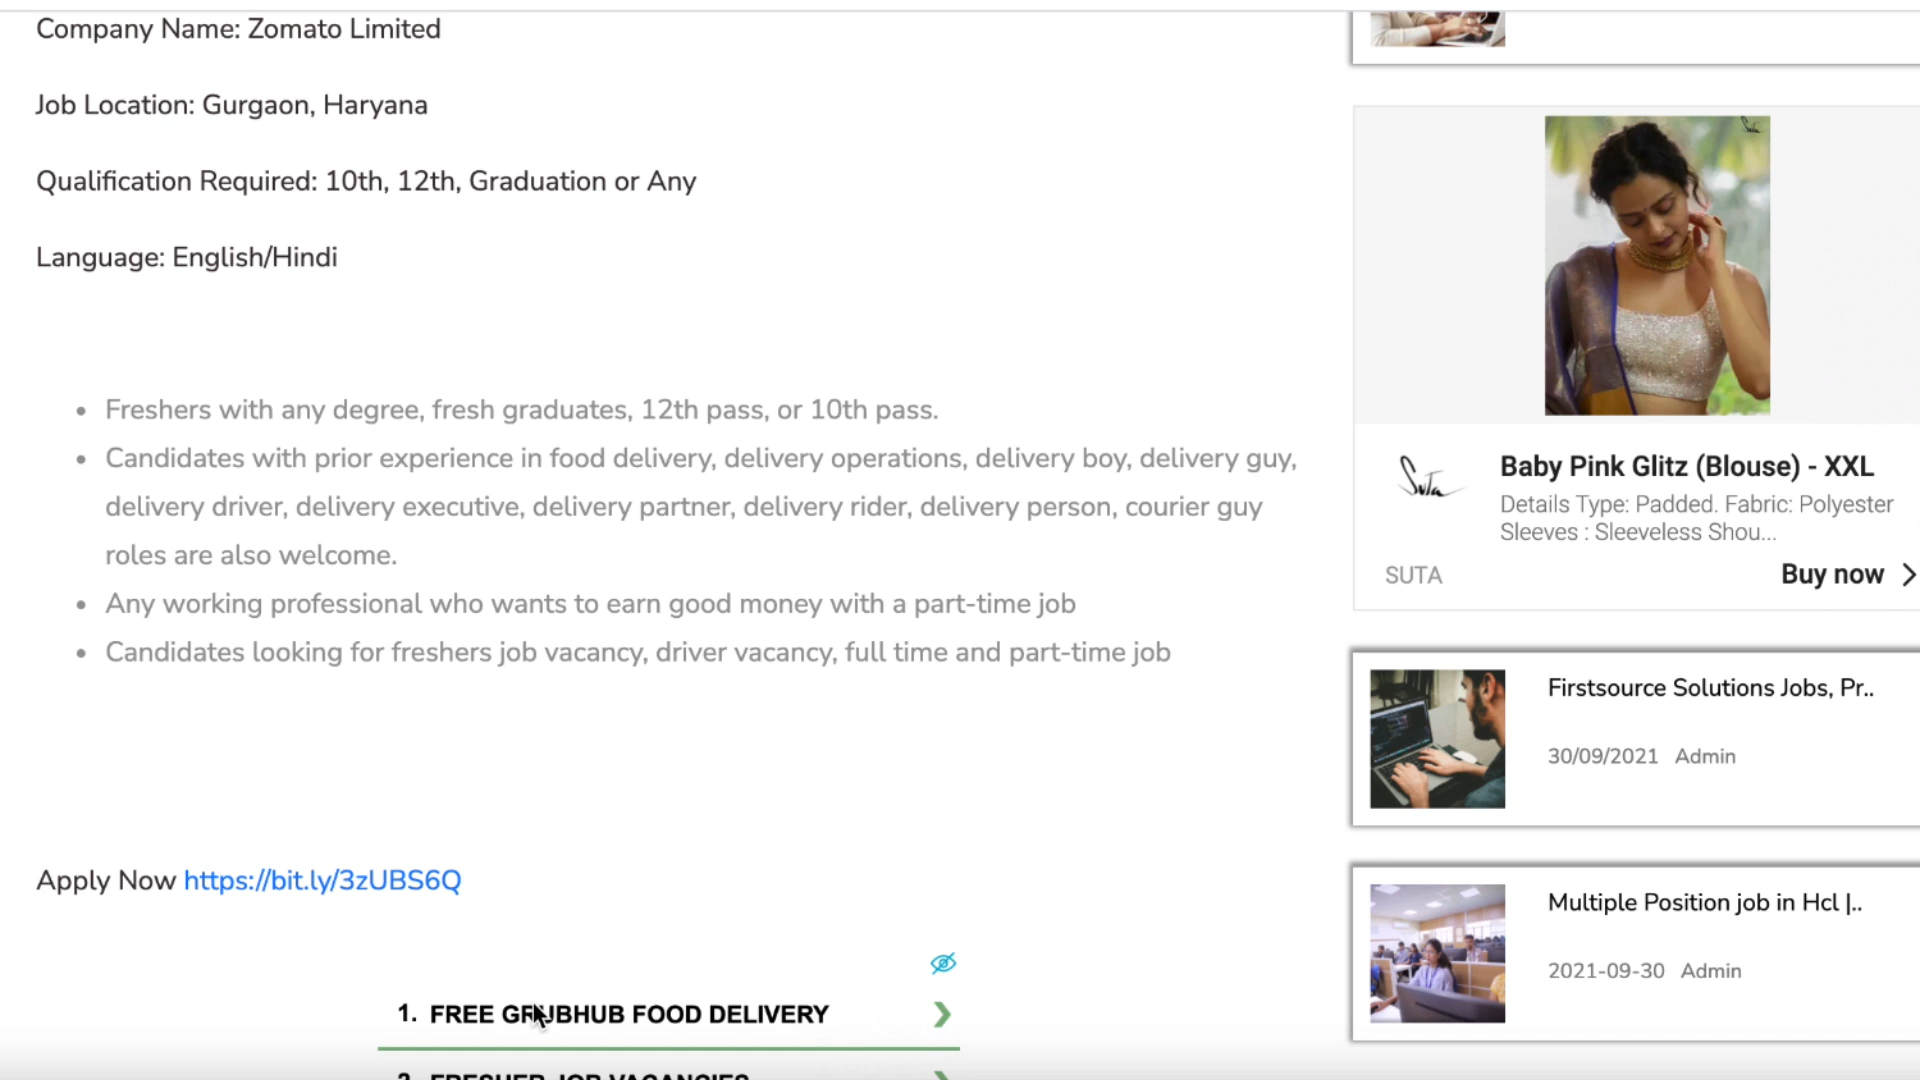 Company Name: Zomato Limited
Job Location: Gurgaon, Haryana
Qualification Required: 10th, 12th, Graduation or Any
Language: English/Hindi
• Freshers with any degree, fresh graduates, 12th pass, or 10th pass.
• Candidates with prior experience in food delivery, delivery operations, delivery boy, delivery guy,
delivery driver, delivery executive, delivery partner, delivery rider, delivery person, courier guy
roles are also welcome.
• Any working professional who wants to earn good money with a part-time job
• Candidates looking for freshers job vacancy, driver vacancy, full time and part-time job
Apply Now https://bit.ly/3zUBS6Q
1. FREE GRUBHUB FOOD DELIVERY
2. FRESHER JOB VACANCIES
Suta
Suta
Baby Pink Glitz (Blouse) - XXL
Details Type: Padded. Fabric: Polyester
Sleeves : Sleeveless Shou...
SUTA
Buy now
Firstsource Solutions Jobs, Pr..
30/09/2021 Admin
Multiple Position job in Hcl |..
2021-09-30 Admin